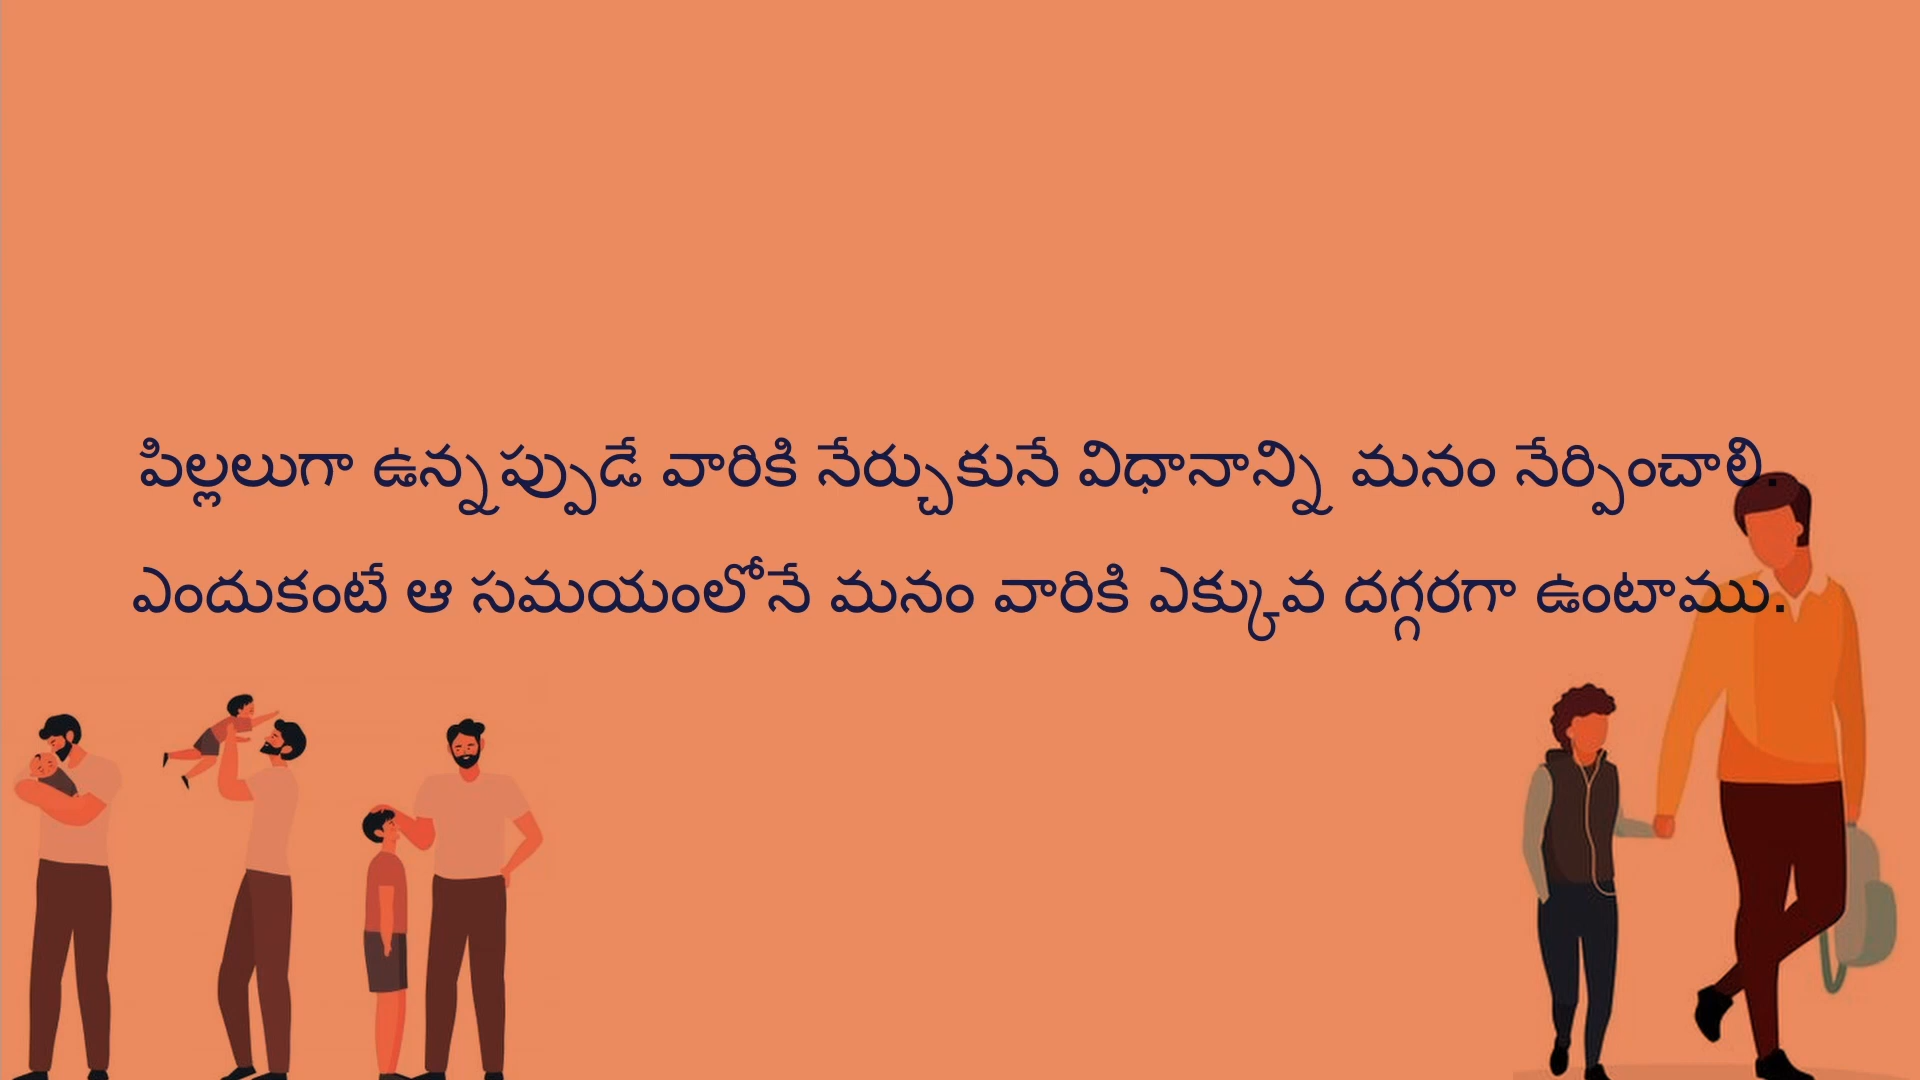 పిల్లలుగా ఉన్నప్పుడే వారికి నేర్చుకునే విధానాన్ని మనం నేర్పించాలి.
ఎందుకంటే ఆ సమయంలోనే మనం వారికి ఎక్కువ దగ్గరగా ఉంటాము.